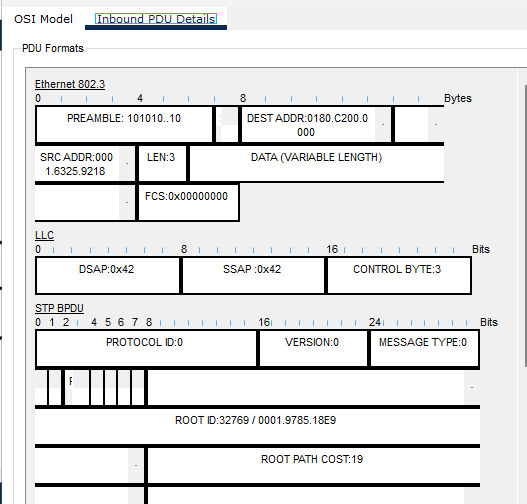 OSI Model Inbound PDU Details
PDU Formats
Ethernet 802.3
0 4 8 Bytes
PREAMBLE: 101010..10 DEST ADDR:0180.C200.0
000
SRC ADDR:000 LEN:3 DATA (VARIABLE LENGTH)
1.6325.9218
FCS:0x00000000
LLC
0 8 16 Bits
DSAP:0x42 SSAP :0x42 CONTROL BYTE:3
STP BPDU
0 1 2 4 5 6 7 8 16 24 Bits
PROTOCOL ID:0 VERSION:0 MESSAGE TYPE:0
ROOT ID:32769 / 0001.9785.18E9
ROOT PATH COST:19